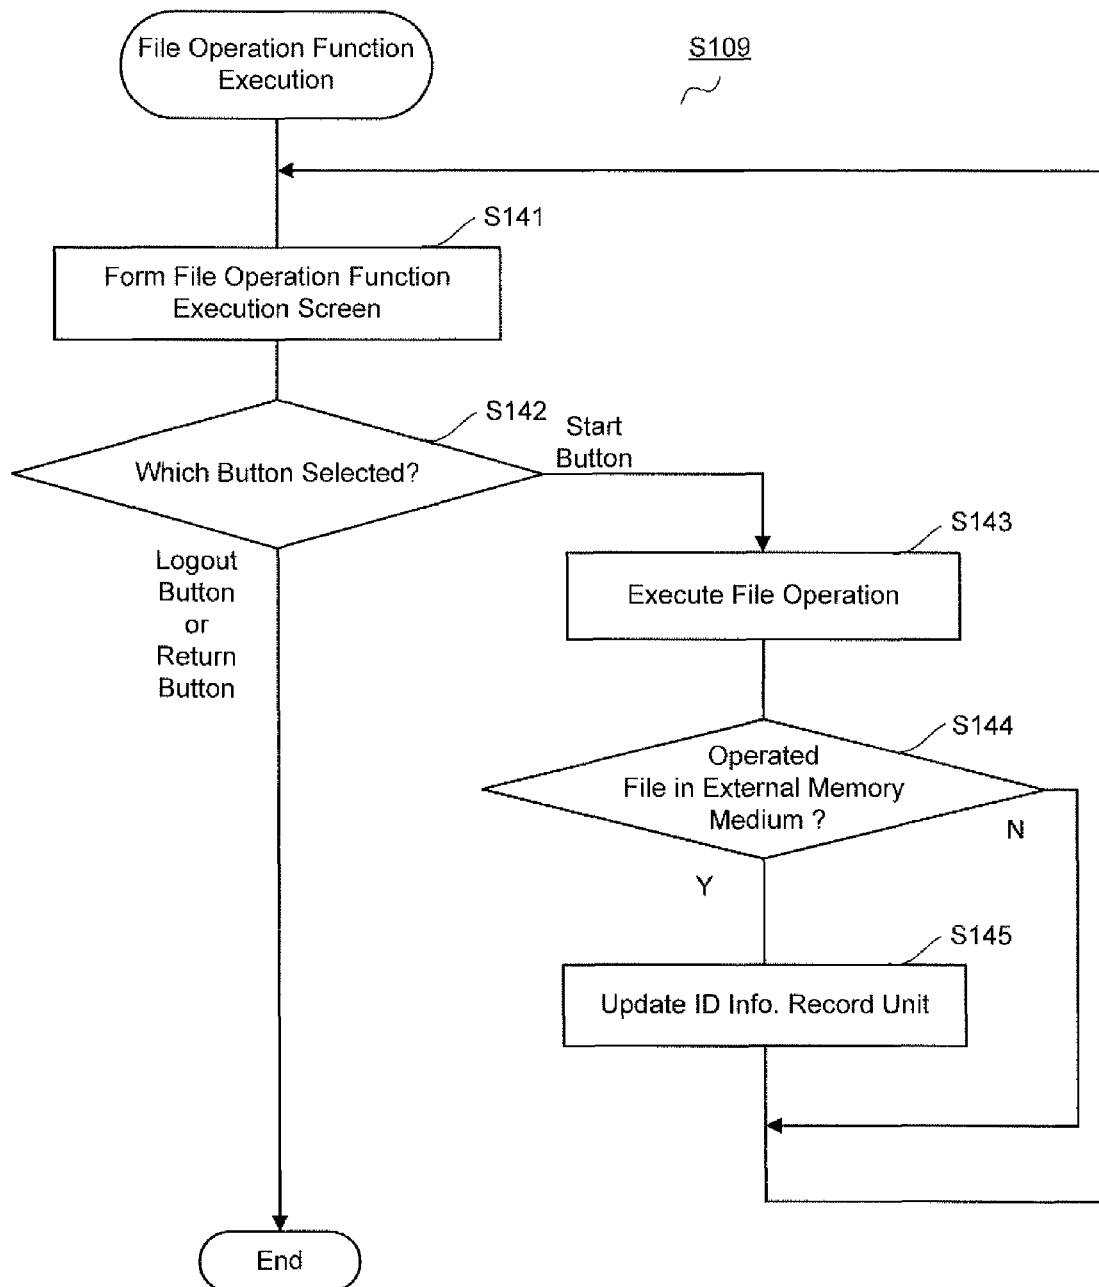 File Operation Function
Execution
S109
S141
Form File Operation Function
Execution Screen
S142
Which Button Selected?
Start
Button
Logout
Button
or
Return
Button
S143
Execute File Operation
S144
Operated
File in External Memory
Medium ?
N
Y
S145
Update ID Info. Record Unit
End